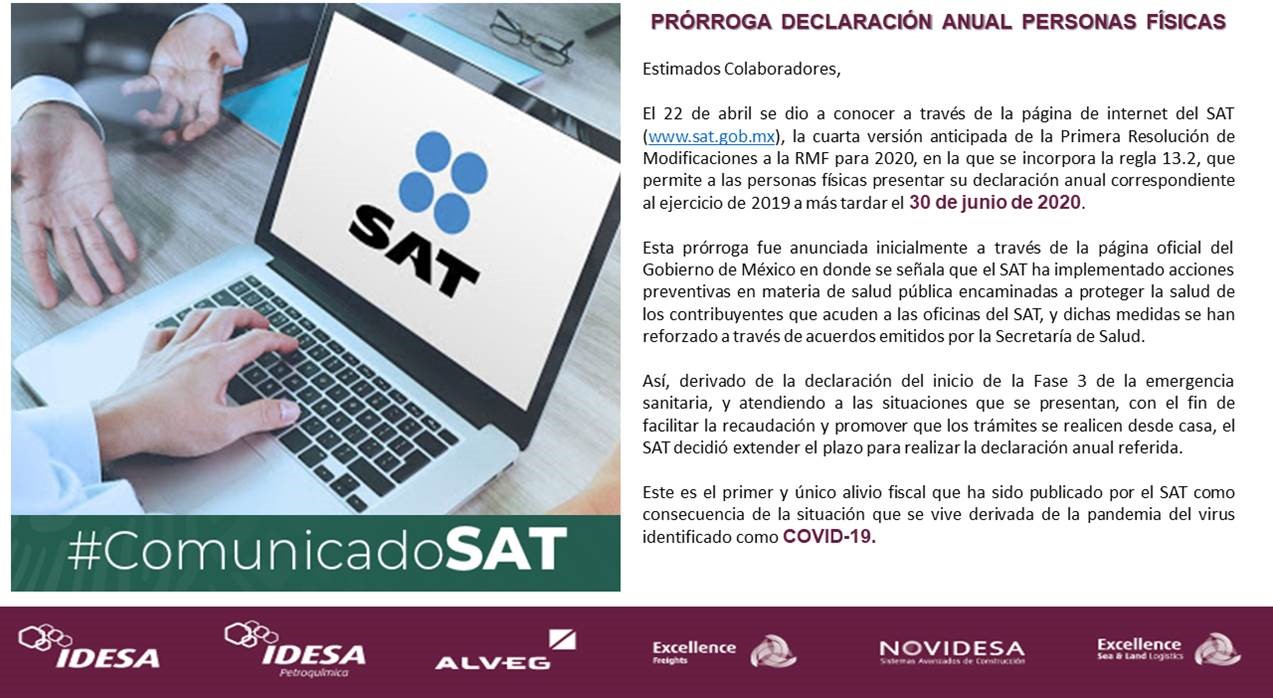 SAT
#ComunicadoSAT
PRÓRROGA DECLARACIÓN ANUAL PERSONAS FÍSICAS
Estimados Colaboradores,
El 22 de abril se dio a conocer a través de la página de internet del SAT
(www.sat.gob.mx), la cuarta versión anticipada de la Primera Resolución de
Modificaciones a la RMF para 2020, en la que se incorpora la regla 13.2, que
permite a las personas físicas presentar su declaración anual correspondiente
al ejercicio de 2019 a más tardar el 30 de junio de 2020.
Esta prórroga fue anunciada inicialmente a través de la página oficial del
Gobierno de México en donde se señala que el SAT ha implementado acciones
preventivas en materia de salud pública encaminadas a proteger la salud de
los contribuyentes que acuden a las oficinas del SAT, y dichas medidas se han
reforzado a través de acuerdos emitidos por la Secretaría de Salud.
Así, derivado de la declaración del inicio de la Fase 3 de la emergencia
sanitaria, y atendiendo a las situaciones que se presentan, con el fin de
facilitar la recaudación y promover que los trámites se realicen desde casa, el
SAT decidió extender el plazo para realizar la declaración anual referida.
Este es el primer y único alivio fiscal que ha sido publicado por el SAT como
consecuencia de la situación que se vive derivada de la pandemia del virus
identificado como COVID-19.
IDESA
IDESA
Petroquímica
ALVEG
Excellence
Freights
NOVIDESA
Sistemas Avanzados de Construcción
Excellence
Sea & Land Logistics